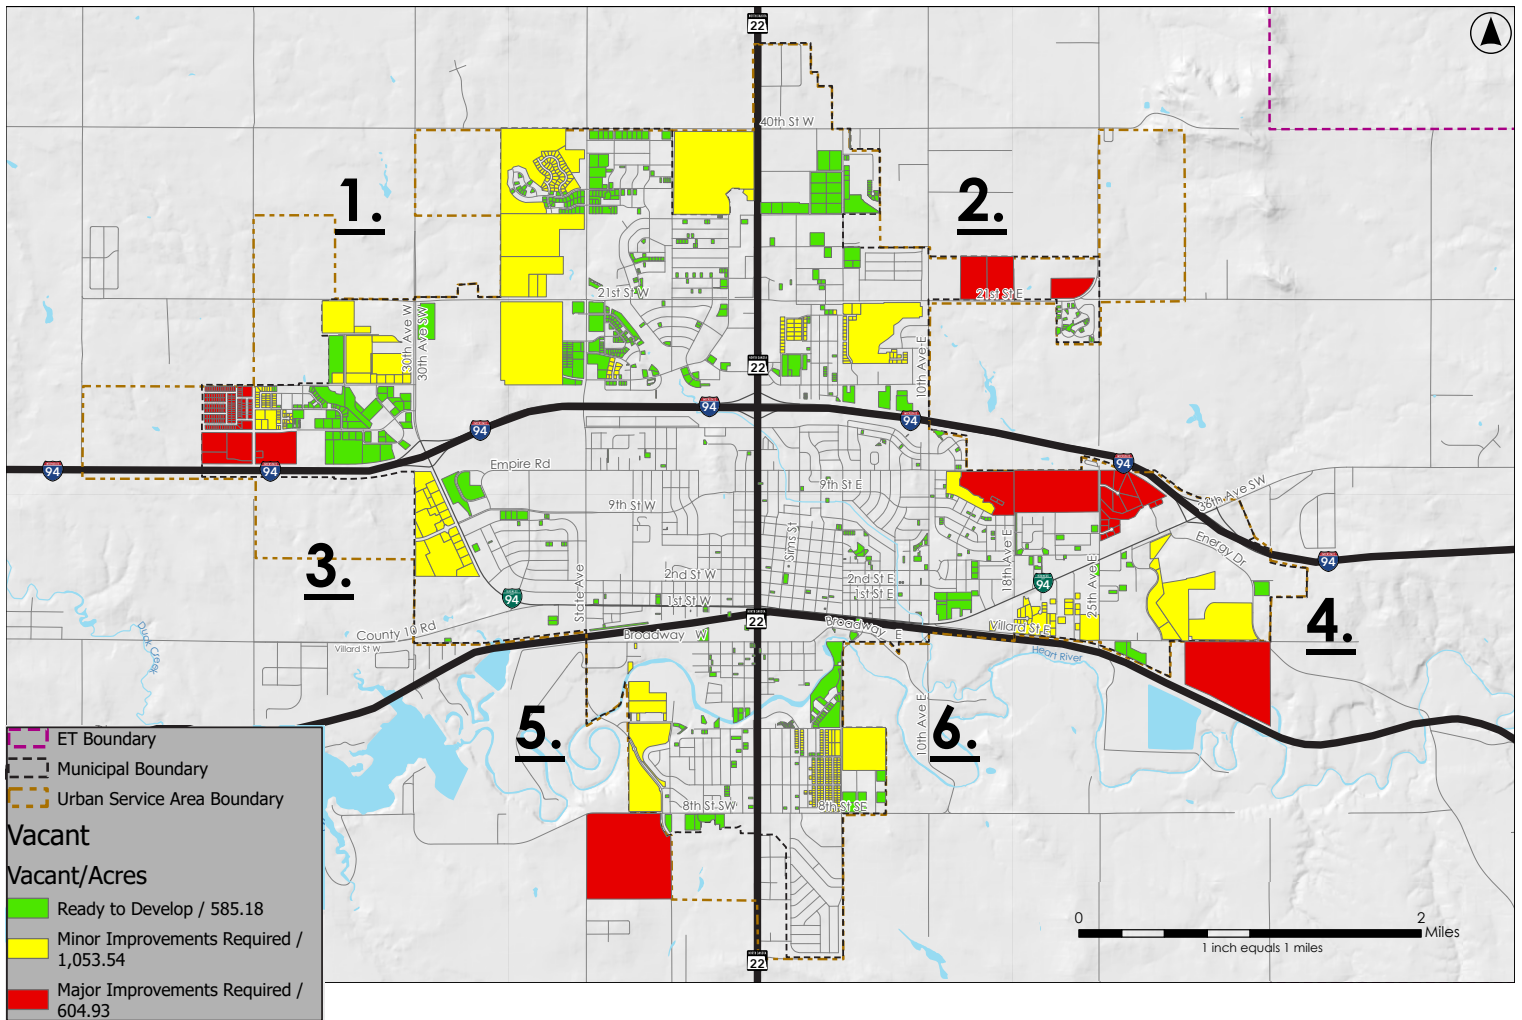 22
40th St W
1.
2.
21st St W
21st St E
30th Ave W
30th Ave SW
10th Ave E
22
94
94
94
94
94
94
Empire Rd
9th St W
9th St E
38th Ave SW
Sims St
18th Ave E
Energy Dr
94
3.
2nd St W
2nd St E
94
94
1st St W
1st St E
State Ave
25th Ave E
22
County 10 Rd
Villard St W
Broadway W
Broadway E
Villard St E
4.
Heart River
Duck Creek
5.
10th Ave E
6.
8th St SW
8th St SE
22
ET Boundary
Municipal Boundary
Urban Service Area Boundary
Vacant
Vacant/Acres
Ready to Develop / 585.18
Minor Improvements Required /
1,053.54
Major Improvements Required /
604.93
0
2
Miles
1 inch equals 1 miles